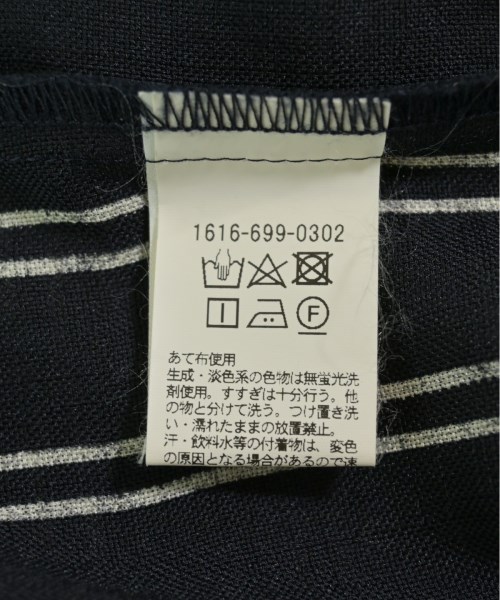 1616-699-0302
F
あて布使用
生成・淡色系の色物は無蛍光洗
剤使用。すすぎは十分行う。他
の物と分けて洗う。つけ置き洗
い・濡れたままの放置禁止。
汗・飲料水等の付着物は、変色
の原因となる場合があるので速